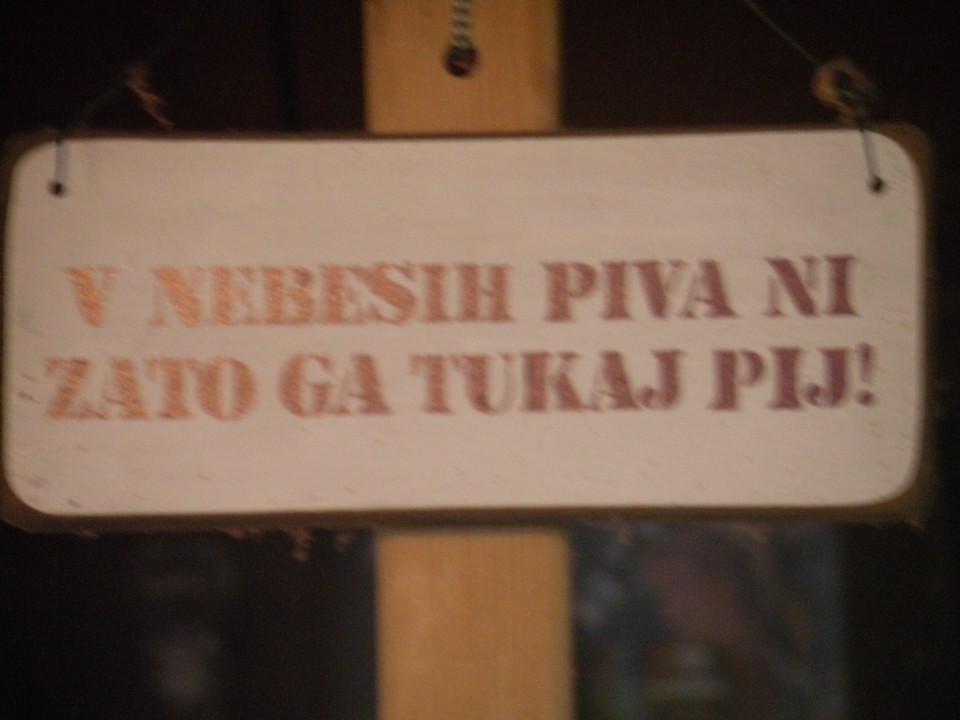 V NEBESIH PIVA NI
ZATO GA TUKAJ PIJ!